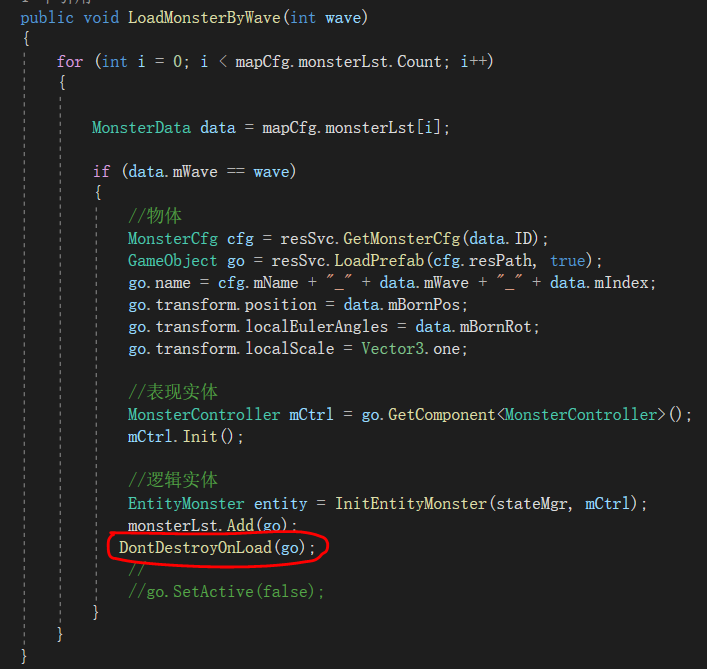 public void LoadMonsterByWave(int wave)
{
for (int i = 0; i < mapCfg.monsterLst.Count; i++)
{
MonsterData data = mapCfg.monsterLst[i];
if (data.mWave == wave)
{
//物体
MonsterCfg cfg = resSvc.GetMonsterCfg(data.ID);
GameObject go = resSvc.LoadPrefab(cfg.resPath, true);
go.name = cfg.mName + "_" + data.mWave + "_" + data.mIndex;
go.transform.position = data.mBornPos;
go.transform.localEulerAngles = data.mBornRot;
go.transform.localScale = Vector3.one;
//表现实体
MonsterController mCtrl = go.GetComponent<MonsterController>();
mCtrl.Init();
//逻辑实体
EntityMonster entity = InitEntityMonster(stateMgr, mCtrl);
monsterLst.Add(go);
DontDestroyOnLoad(go);
//
//go.SetActive(false);
}
}
}